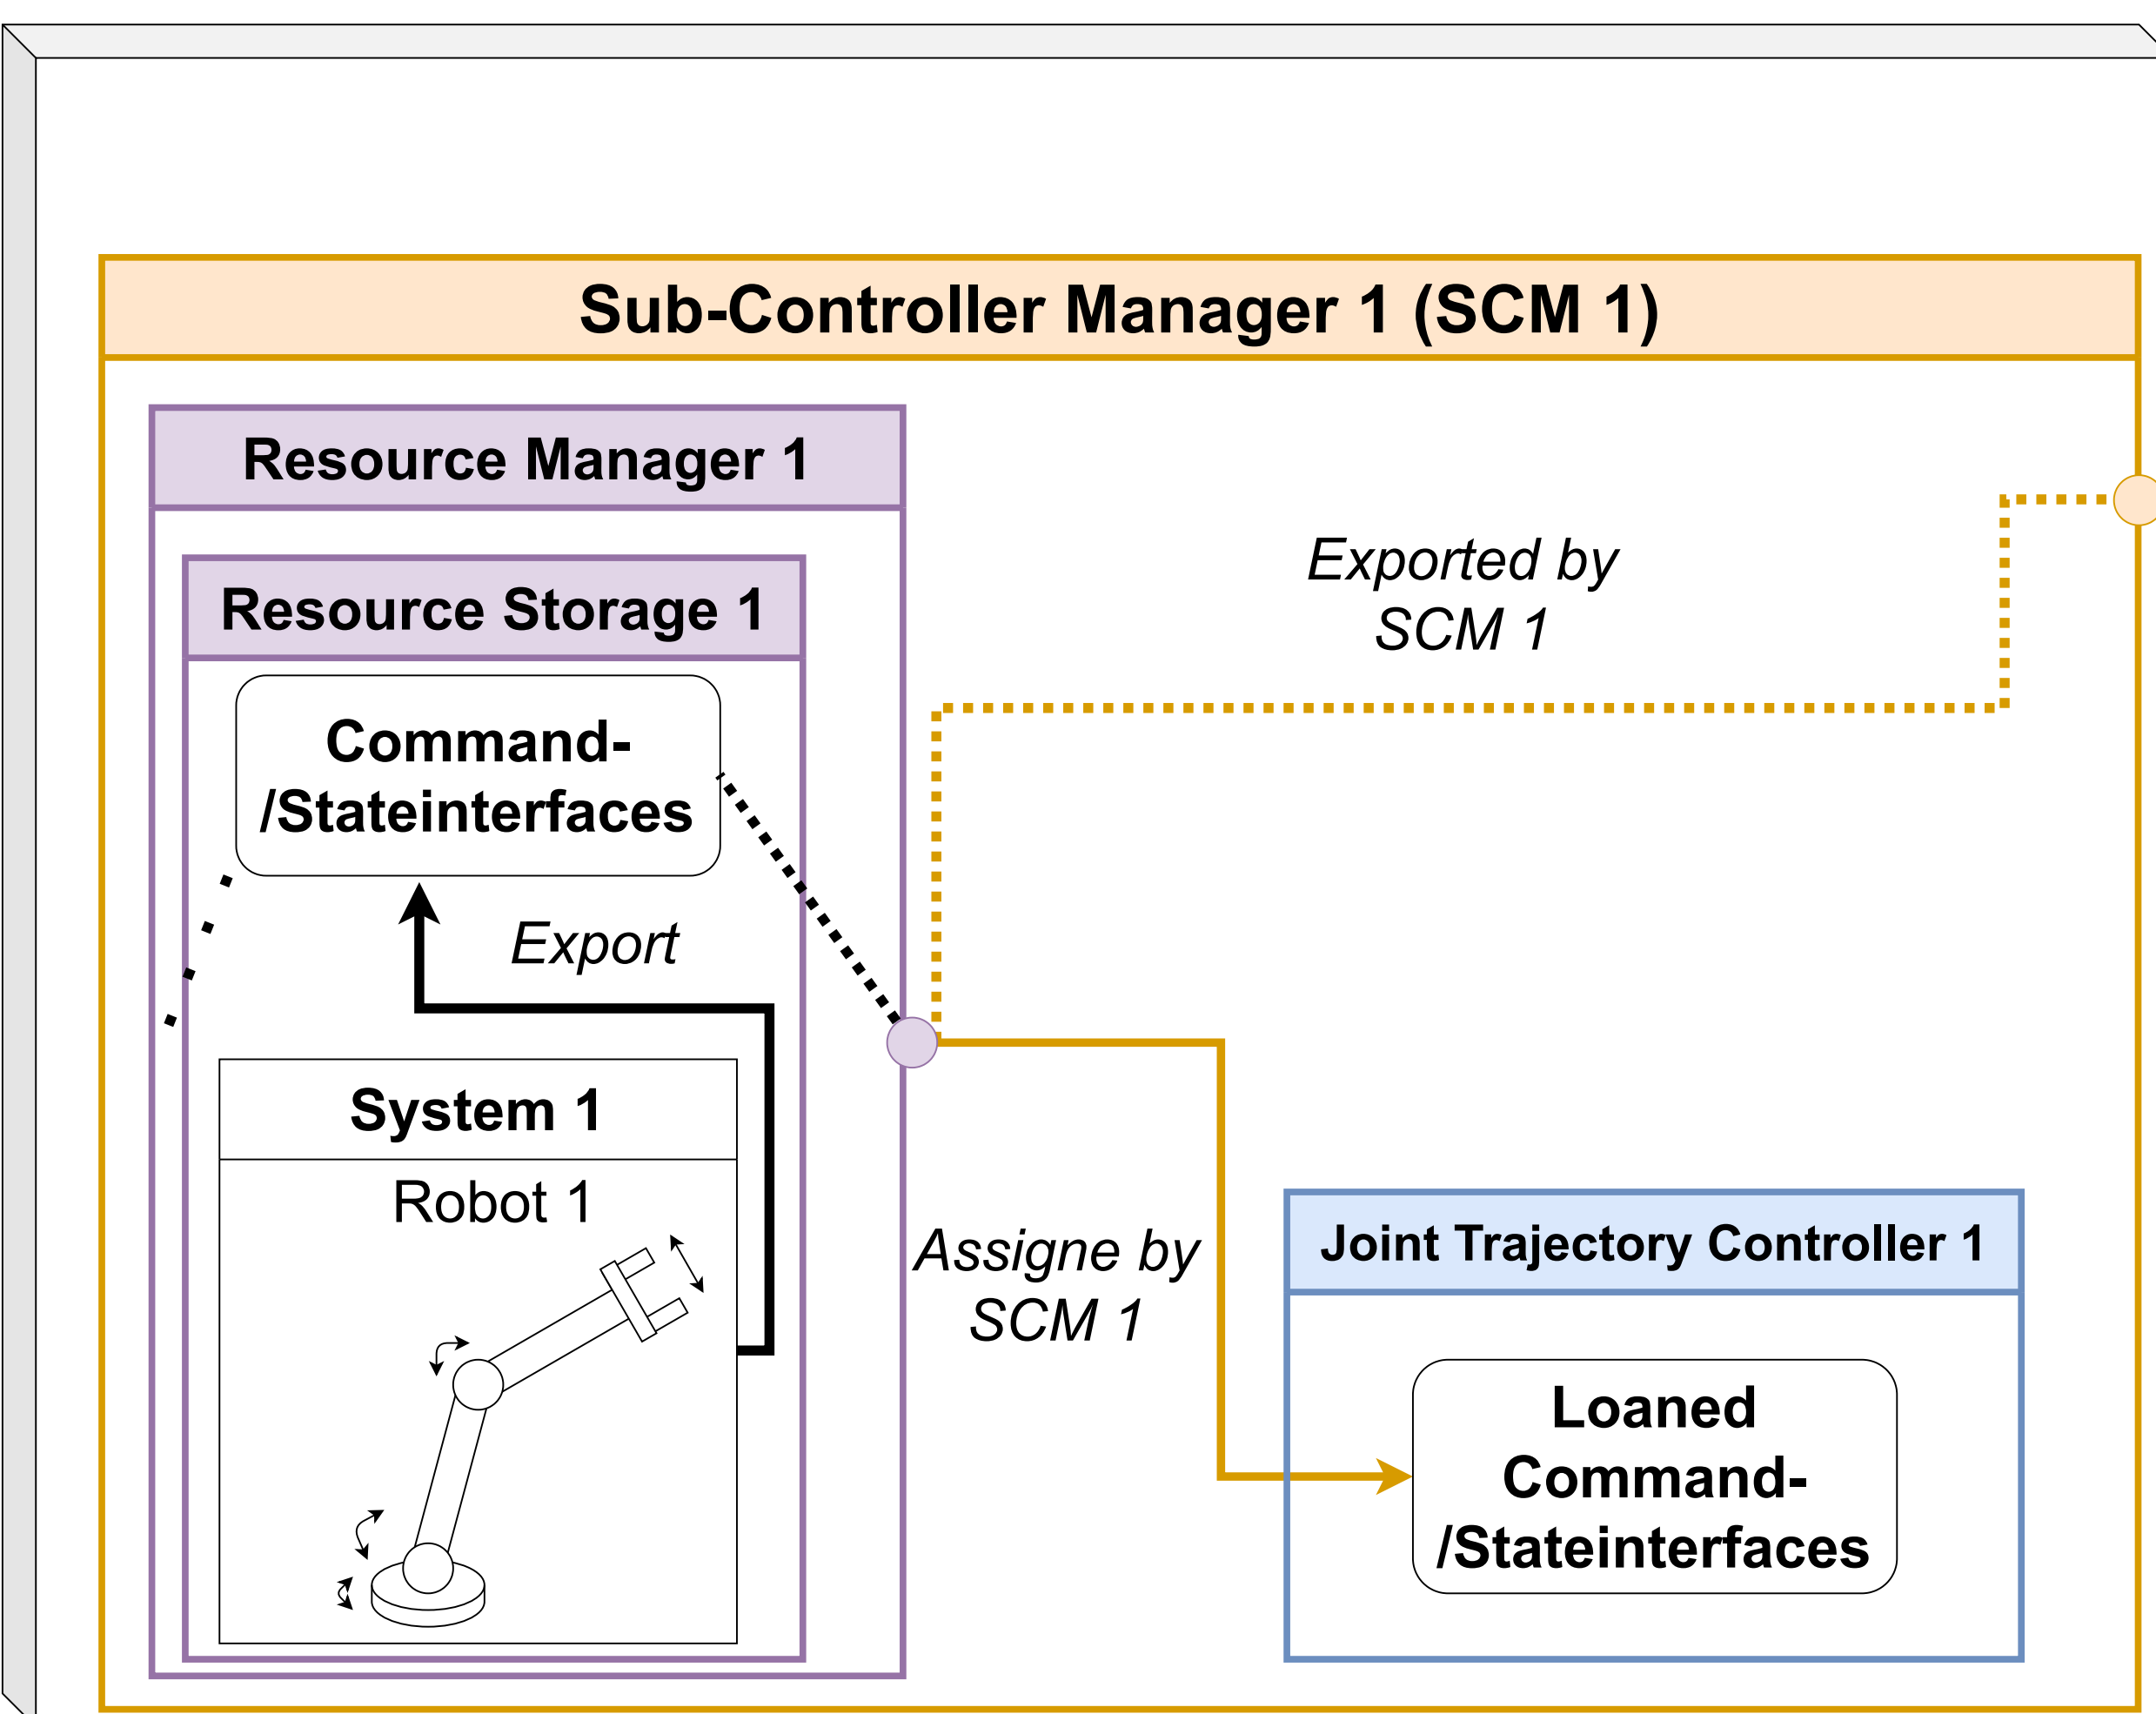 Sub-Controller Manager 1 (SCM 1)
Resource Manager 1
Resource Storage 1
Command-
/Stateinterfaces
Export
System 1
Robot 1
Exported by
SCM 1
Assigne by
SCM 1
Joint Trajectory Controller 1
Loaned
Command-
/Stateinterfaces